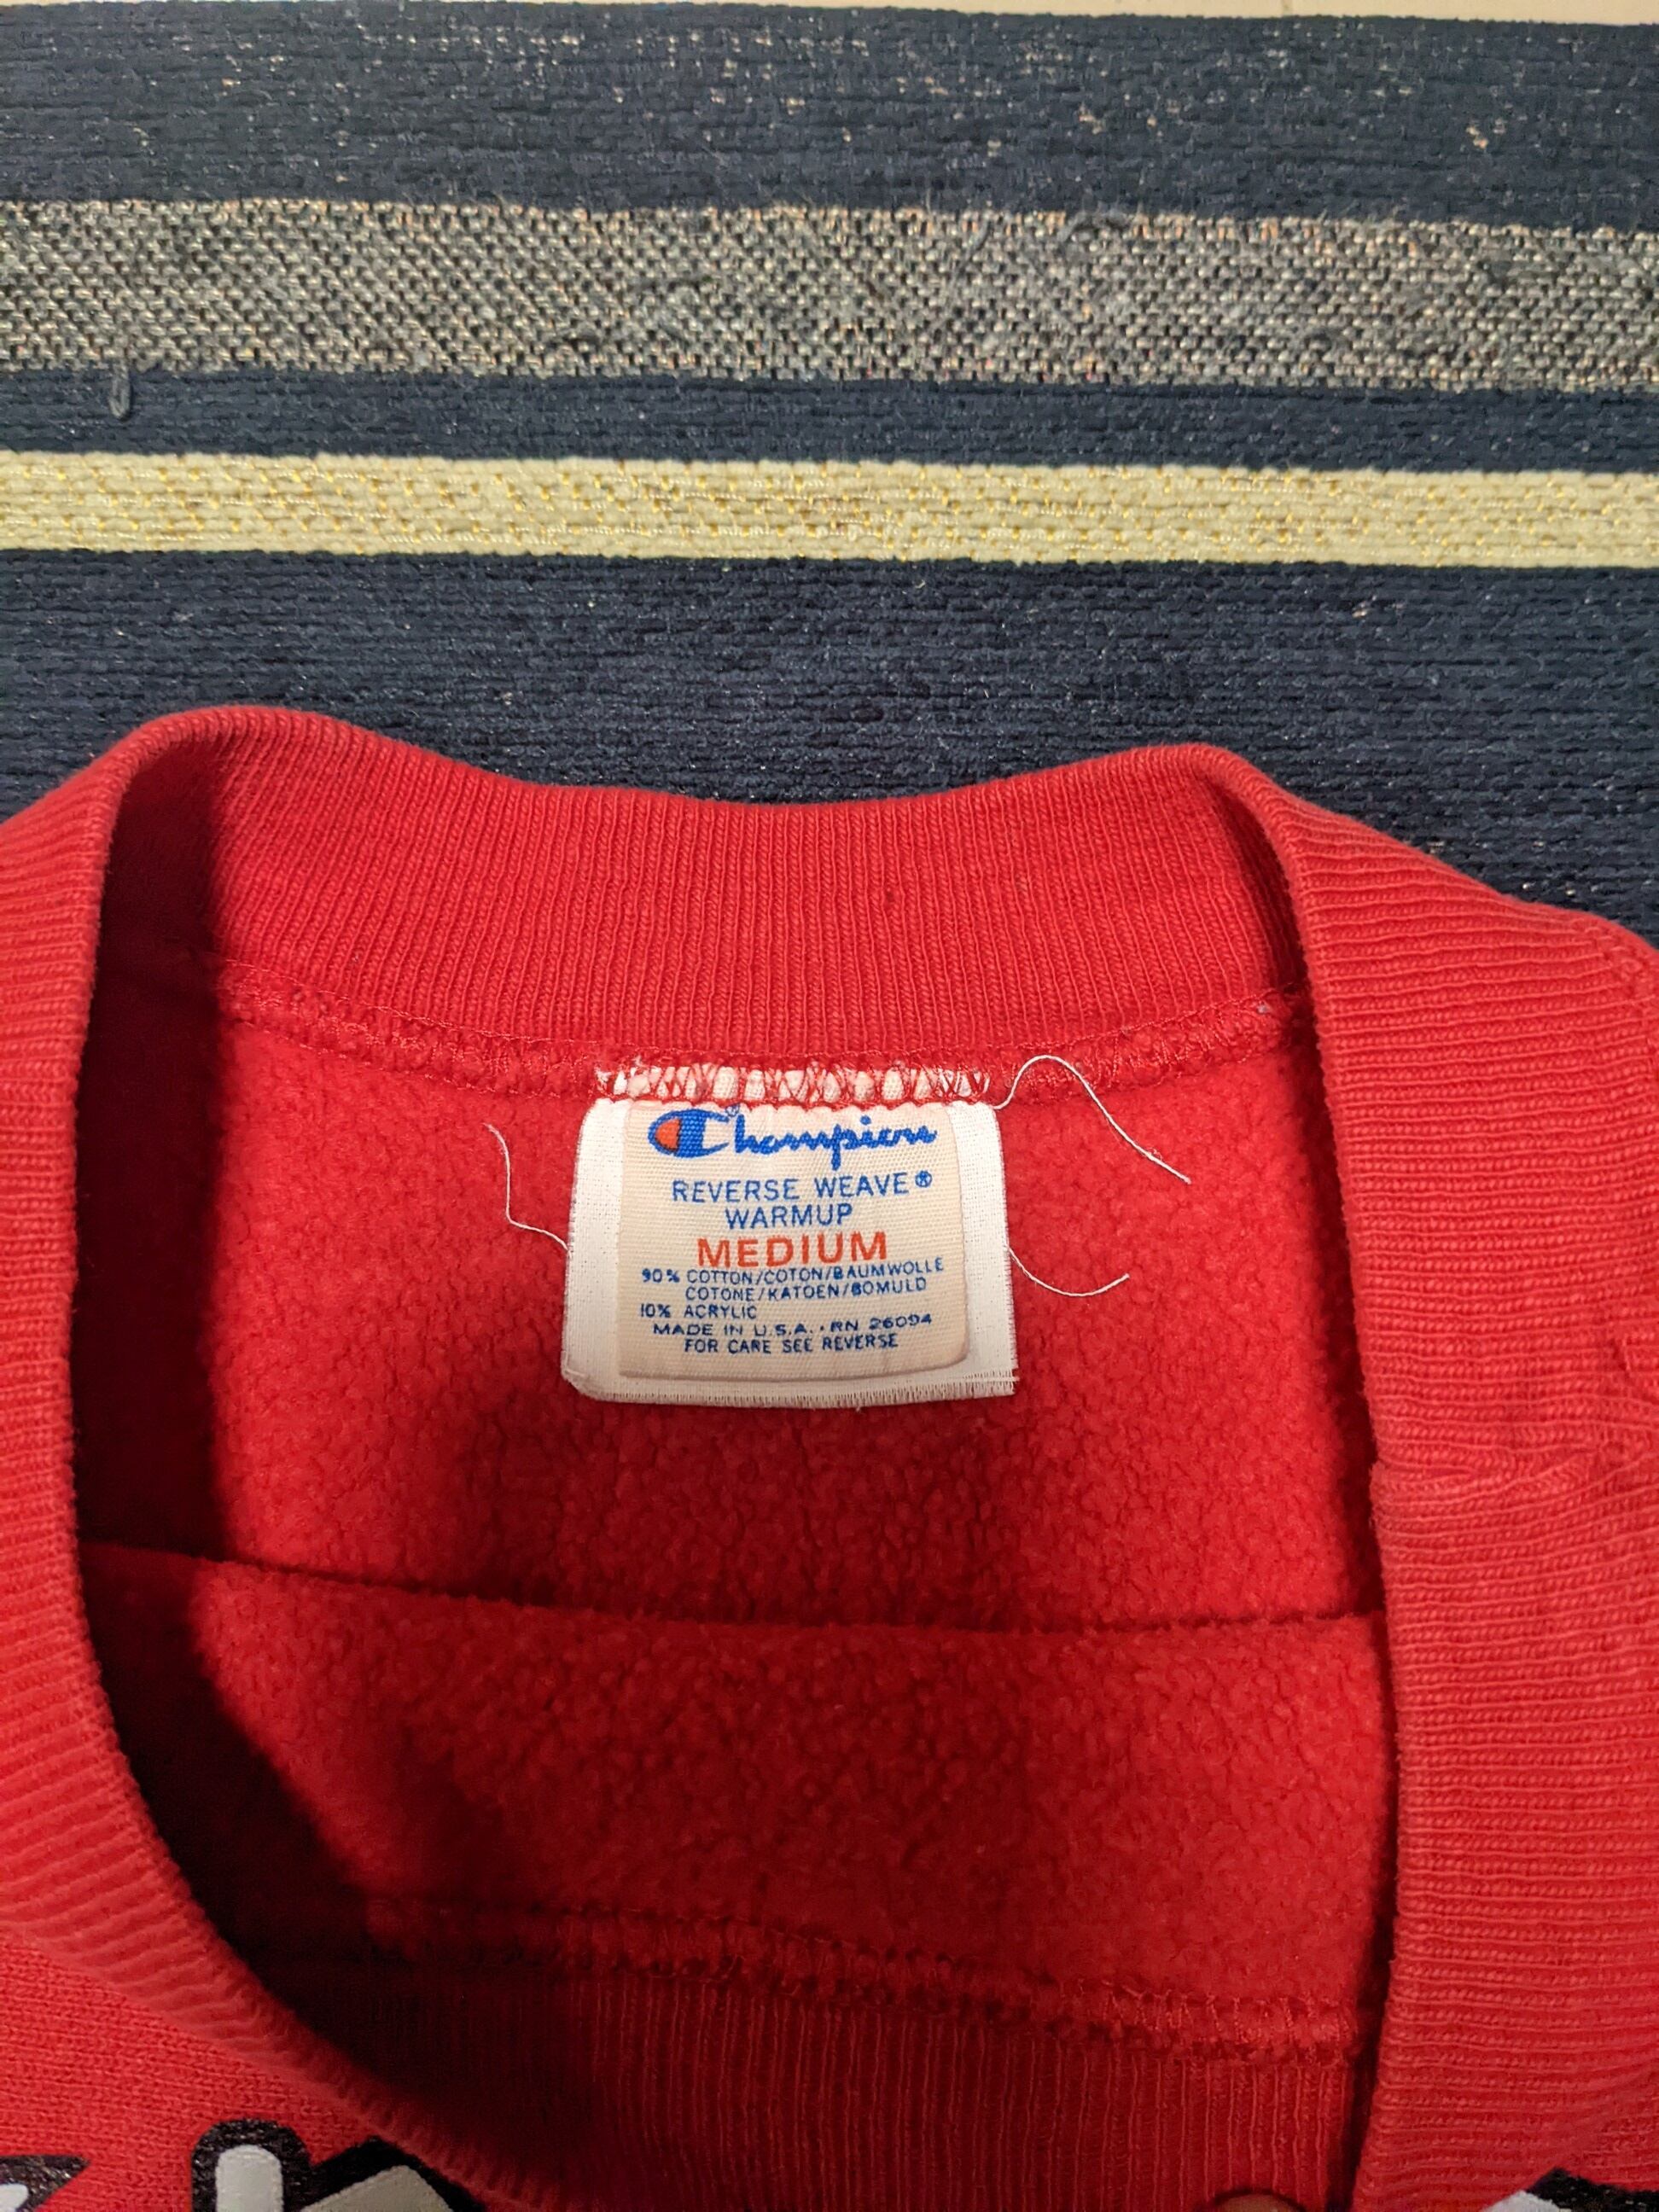 Champion
REVERSE WEAVE®
WARMUP
MEDIUM
90% COTTON/COTON/BAUMWOLLE
COTONE/KATOEN/BOMULD
10% ACRYLIC
MADE IN U.S.A. · RN 26094
FOR CARE SEE REVERSE